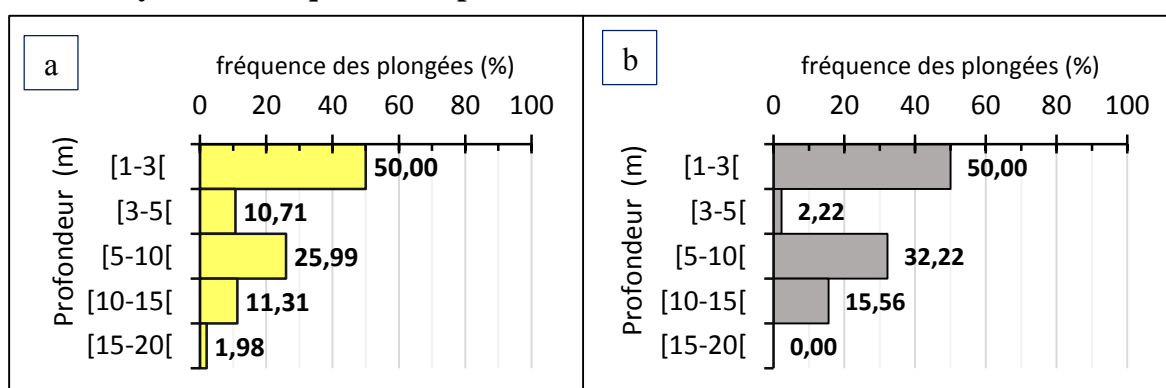 a
fréquence des plongées (%)
0 20 40 60 80 100
Profondeur (m)
[1-3[ 50,00
[3-5[ 10,71
[5-10[ 25,99
[10-15[ 11,31
[15-20[ 1,98
b
fréquence des plongées (%)
0 20 40 60 80 100
Profondeur (m)
[1-3[ 50,00
[3-5[ 2,22
[5-10[ 32,22
[10-15[ 15,56
[15-20[ 0,00